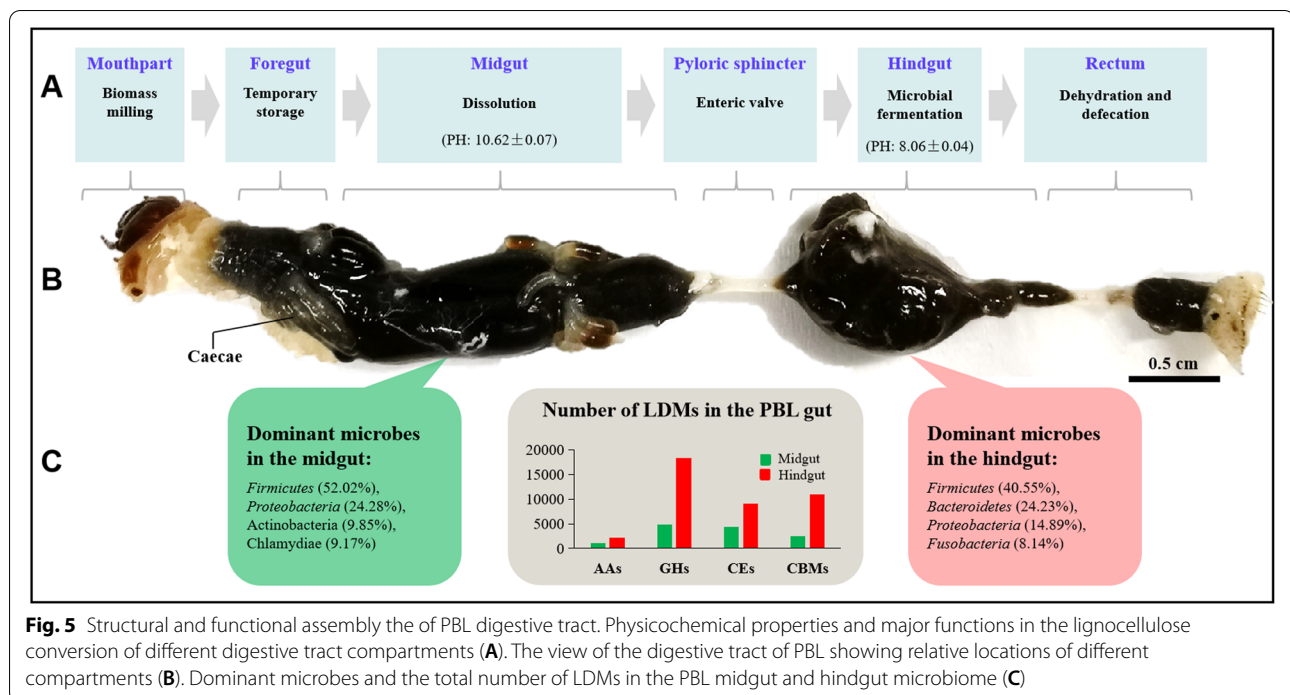 A
Mouthpart
Biomass
milling
Foregut
Temporary
storage
Midgut
Dissolution
(PH: 10.62±0.07)
Pyloric sphincter
Enteric valve
Hindgut
Microbial
fermentation
(PH: 8.06±0.04)
Rectum
Dehydration and
defecation
B
Caecae
0.5 cm
C
Dominant microbes
in the midgut:
Firmicutes (52.02%),
Proteobacteria (24.28%),
Actinobacteria (9.85%),
Chlamydiae (9.17%)
Number of LDMs in the PBL gut
20000
15000
10000
5000
0
Midgut
Hindgut
AAs GHs CEs CBMs
Dominant microbes
in the hindgut:
Firmicutes (40.55%),
Bacteroidetes (24.23%),
Proteobacteria (14.89%),
Fusobacteria (8.14%)
Fig. 5 Structural and functional assembly the of PBL digestive tract. Physicochemical properties and major functions in the lignocellulose
conversion of different digestive tract compartments (A). The view of the digestive tract of PBL showing relative locations of different
compartments (B). Dominant microbes and the total number of LDMs in the PBL midgut and hindgut microbiome (C)